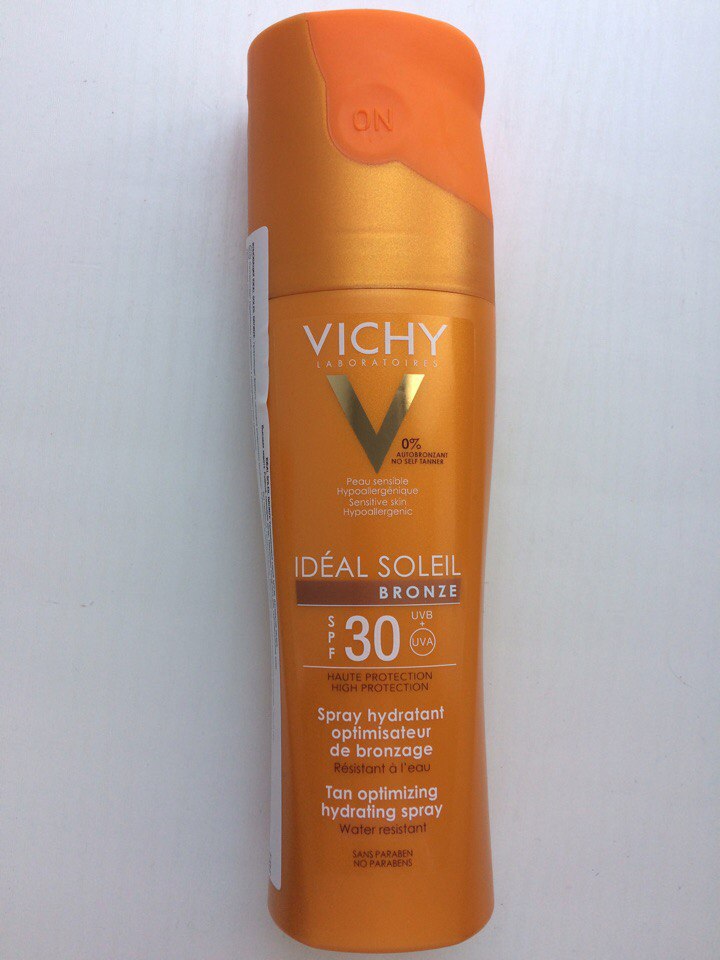 ON
VICHY
LABORATOIRES
V
0%
AUTOBRONZANT
NO SELF TANNER
Peau sensible
Hypoallergénique
Sensitive skin
Hypoallergenic
IDÉAL SOLEIL
BRONZE
SPF 30 UVB + UVA
HAUTE PROTECTION
HIGH PROTECTION
Spray hydratant
optimisateur
de bronzage
Résistant à l'eau
Tan optimizing
hydrating spray
Water resistant
SANS PARABEN
NO PARABENS